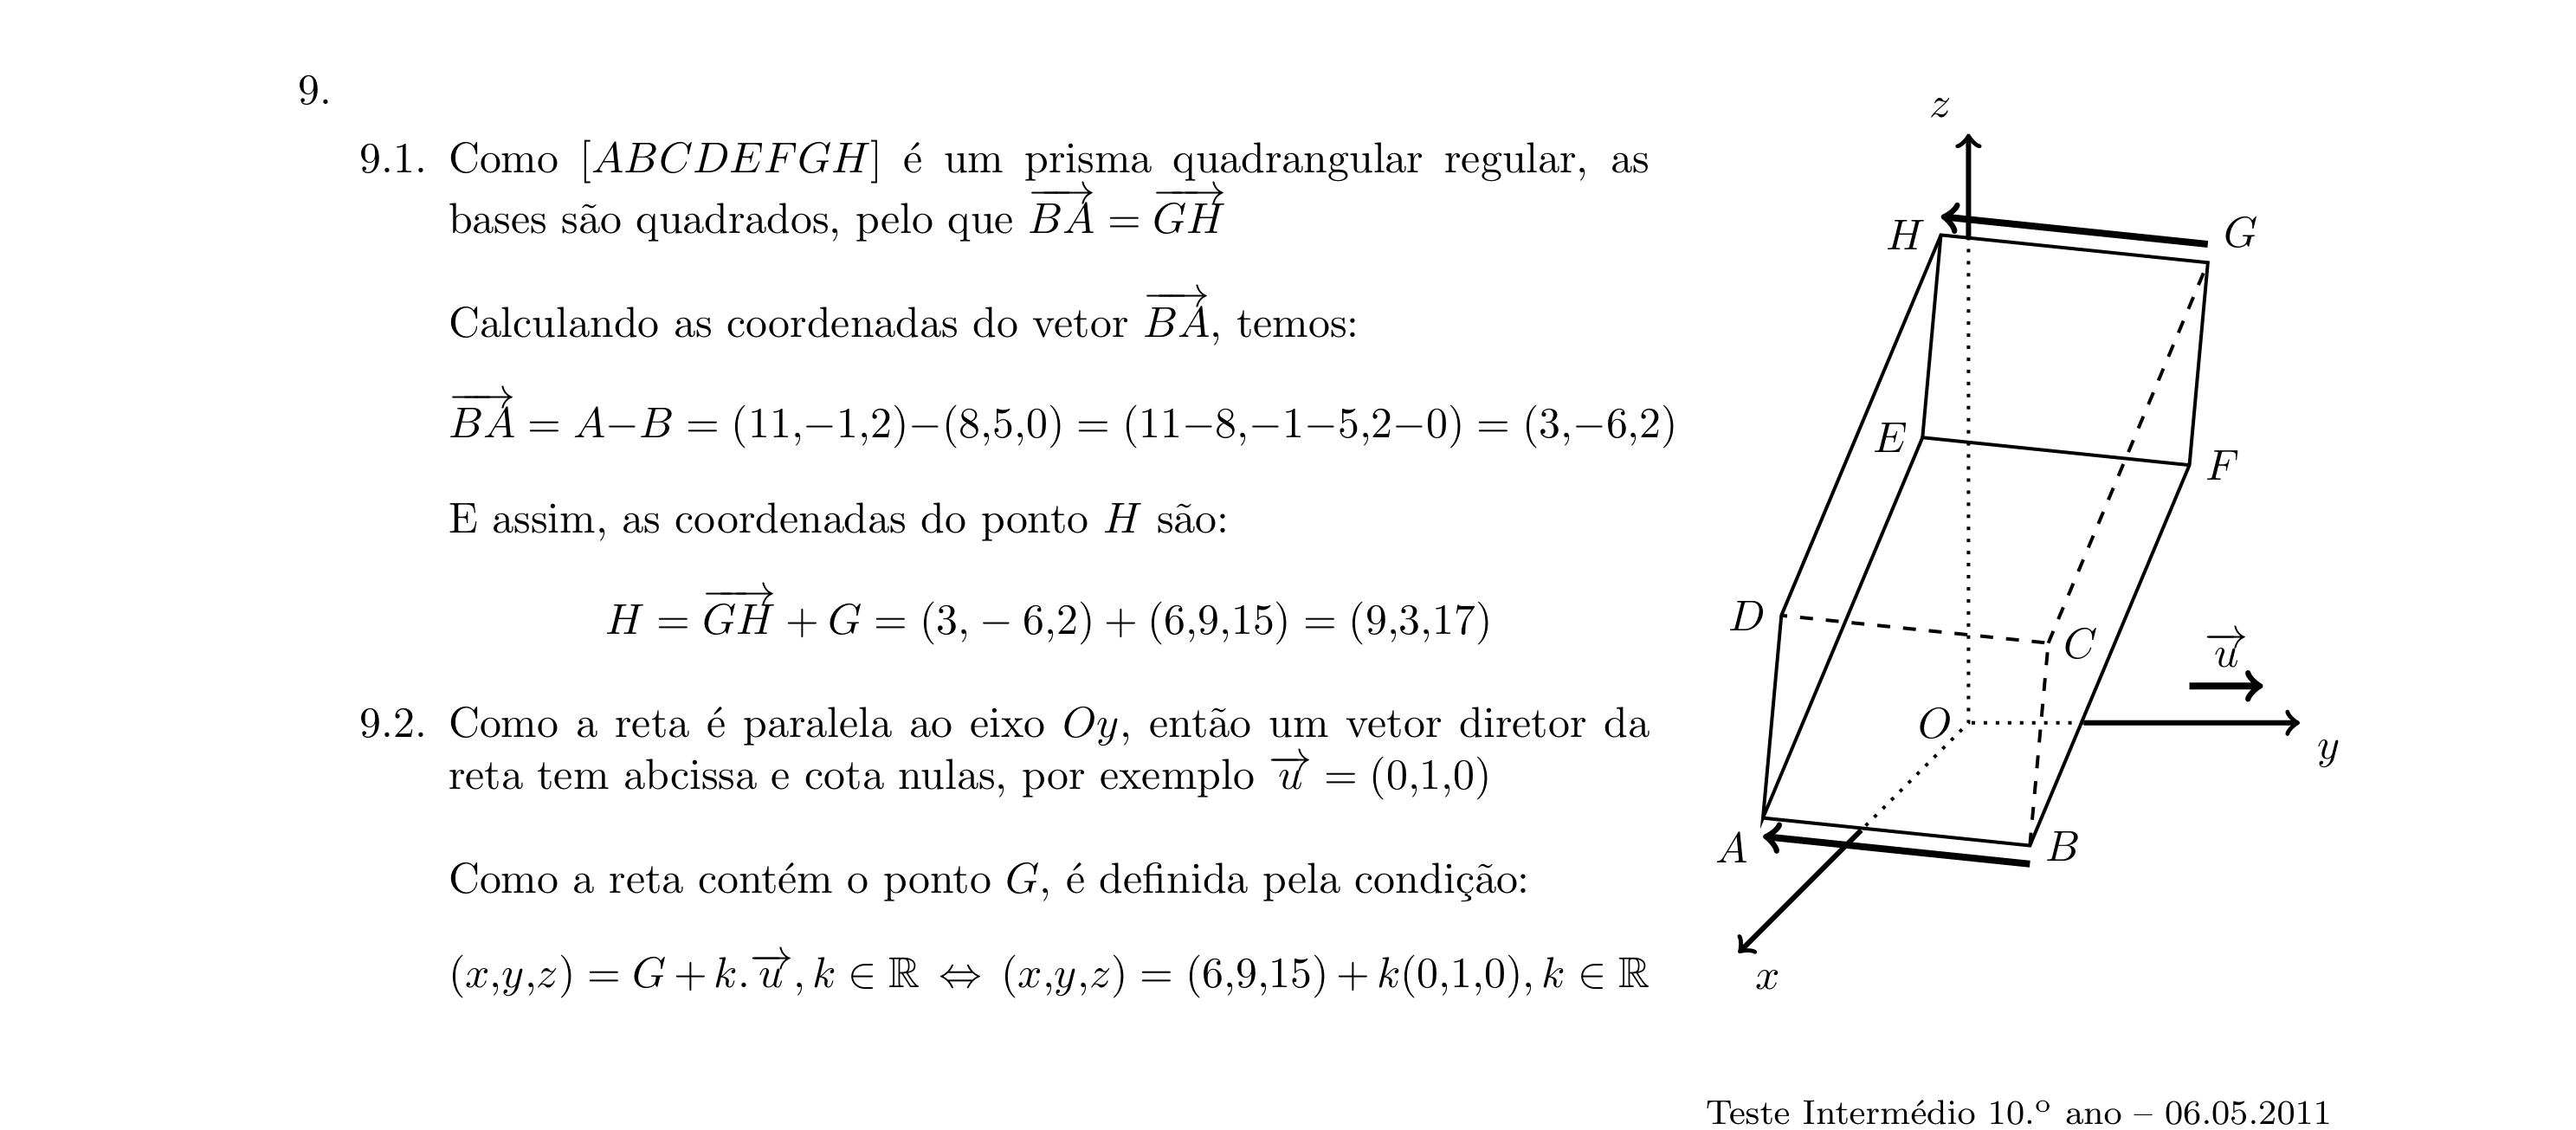 9.
9.1. Como [ABCDEFGH] é um prisma quadrangular regular, as
bases são quadrados, pelo que $\overrightarrow{BA} = \overrightarrow{GH}$
Calculando as coordenadas do vetor $\overrightarrow{BA}$, temos:
$\overrightarrow{BA} = A-B = (11,-1,2)-(8,5,0) = (11-8,-1-5,2-0) = (3,-6,2)$
E assim, as coordenadas do ponto H são:
$H = \overrightarrow{GH} + G = (3,-6,2) + (6,9,15) = (9,3,17)$
9.2. Como a reta é paralela ao eixo Oy, então um vetor diretor da
reta tem abcissa e cota nulas, por exemplo $\overrightarrow{u} = (0,1,0)$
Como a reta contém o ponto G, é definida pela condição:
$(x,y,z) = G + k.\overrightarrow{u}, k \in \mathbb{R} \Leftrightarrow (x,y,z) = (6,9,15) + k(0,1,0), k \in \mathbb{R}$
z
H
G
E
F
D
C
$\overrightarrow{u}$
O
y
A
B
x
Teste Intermédio 10.º ano – 06.05.2011